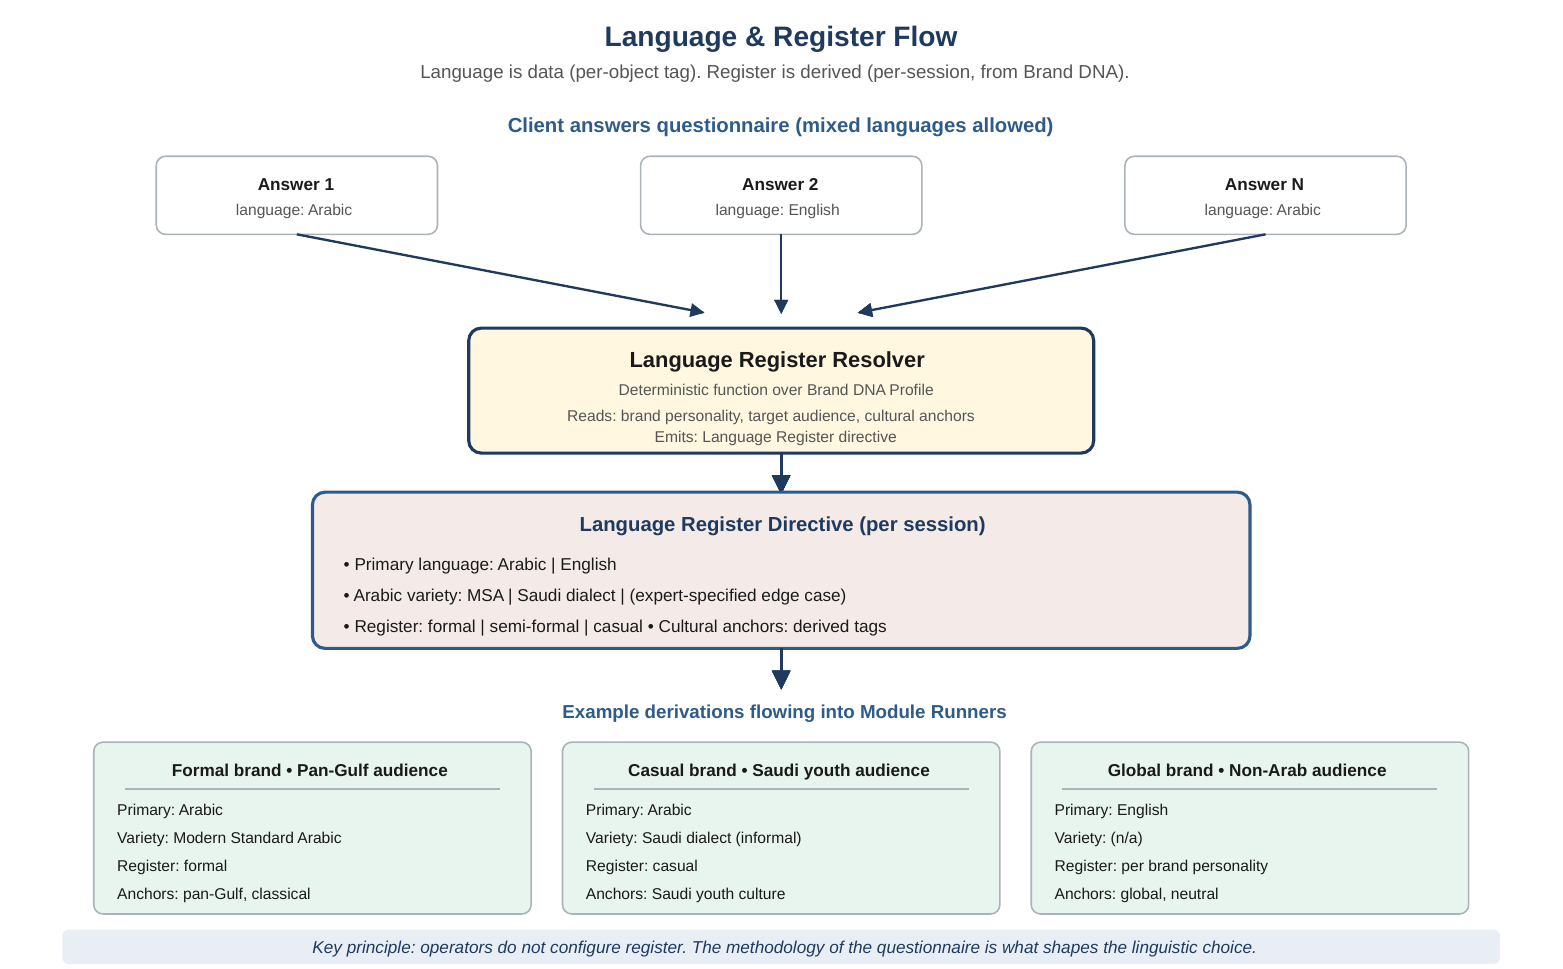 Language & Register Flow
Language is data (per-object tag). Register is derived (per-session, from Brand DNA).
Client answers questionnaire (mixed languages allowed)
Answer 1
language: Arabic
Answer 2
language: English
Answer N
language: Arabic
Language Register Resolver
Deterministic function over Brand DNA Profile
Reads: brand personality, target audience, cultural anchors
Emits: Language Register directive
Language Register Directive (per session)
• Primary language: Arabic | English
• Arabic variety: MSA | Saudi dialect | (expert-specified edge case)
• Register: formal | semi-formal | casual • Cultural anchors: derived tags
Example derivations flowing into Module Runners
Formal brand • Pan-Gulf audience
Primary: Arabic
Variety: Modern Standard Arabic
Register: formal
Anchors: pan-Gulf, classical
Casual brand • Saudi youth audience
Primary: Arabic
Variety: Saudi dialect (informal)
Register: casual
Anchors: Saudi youth culture
Global brand • Non-Arab audience
Primary: English
Variety: (n/a)
Register: per brand personality
Anchors: global, neutral
Key principle: operators do not configure register. The methodology of the questionnaire is what shapes the linguistic choice.